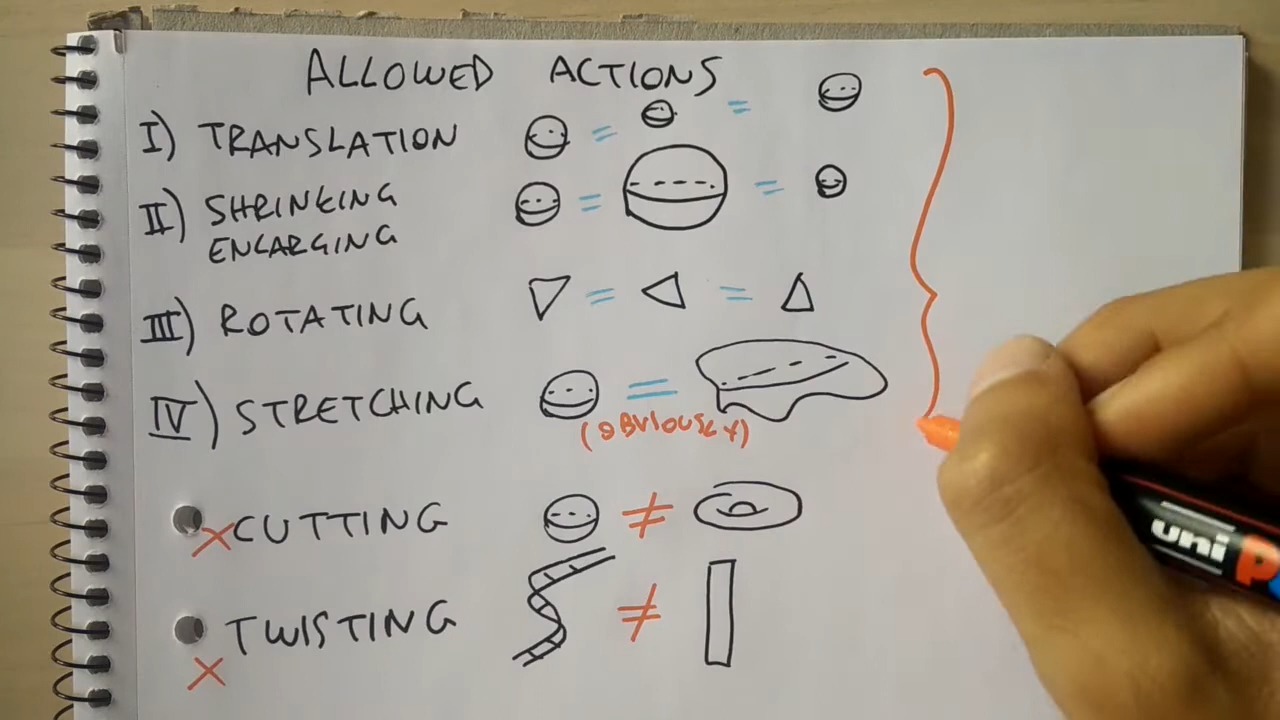 ALLOWED ACTIONS
I) TRANSLATION = =
II) SHRINKING
ENLARGING = =
III) ROTATING = =
IV) STRETCHING =
(OBVIOUSLY)
X CUTTING ≠
X TWISTING ≠
uni P